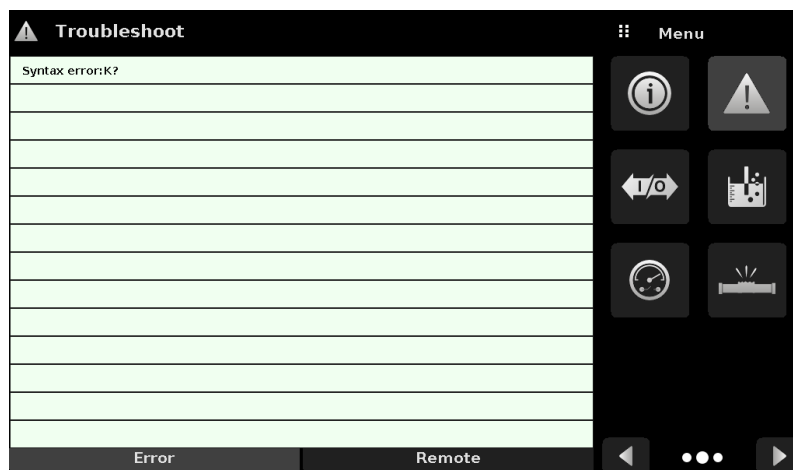 Troubleshoot
Menu
Syntax error:K?
I/O
Error
Remote